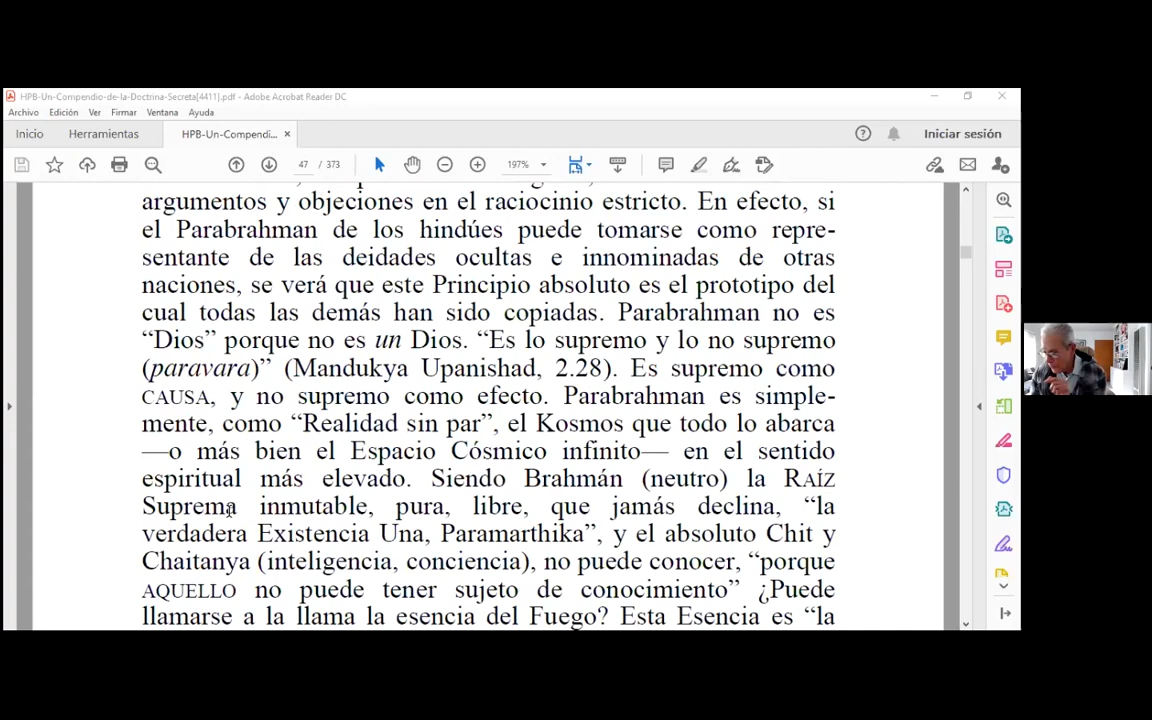 HPB-Un-Compendio-de-la-Doctrina-Secreta[4411].pdf - Adobe Acrobat Reader DC
Archivo Edición Ver Firmar Ventana Ayuda
Inicio Herramientas HPB-Un-Compendi... × Iniciar sesión
47 / 373 197%
argumentos y objeciones en el raciocinio estricto. En efecto, si
el Parabrahman de los hindúes puede tomarse como repre-
sentante de las deidades ocultas e innominadas de otras
naciones, se verá que este Principio absoluto es el prototipo del
cual todas las demás han sido copiadas. Parabrahman no es
“Dios” porque no es un Dios. “Es lo supremo y lo no supremo
(paravara)” (Mandukya Upanishad, 2.28). Es supremo como
CAUSA, y no supremo como efecto. Parabrahman es simple-
mente, como “Realidad sin par”, el Kosmos que todo lo abarca
—o más bien el Espacio Cósmico infinito— en el sentido
espiritual más elevado. Siendo Brahmán (neutro) la RAÍZ
Suprema inmutable, pura, libre, que jamás declina, “la
verdadera Existencia Una, Paramarthika”, y el absoluto Chit y
Chaitanya (inteligencia, conciencia), no puede conocer, “porque
AQUELLO no puede tener sujeto de conocimiento” ¿Puede
llamarse a la llama la esencia del Fuego? Esta Esencia es “la